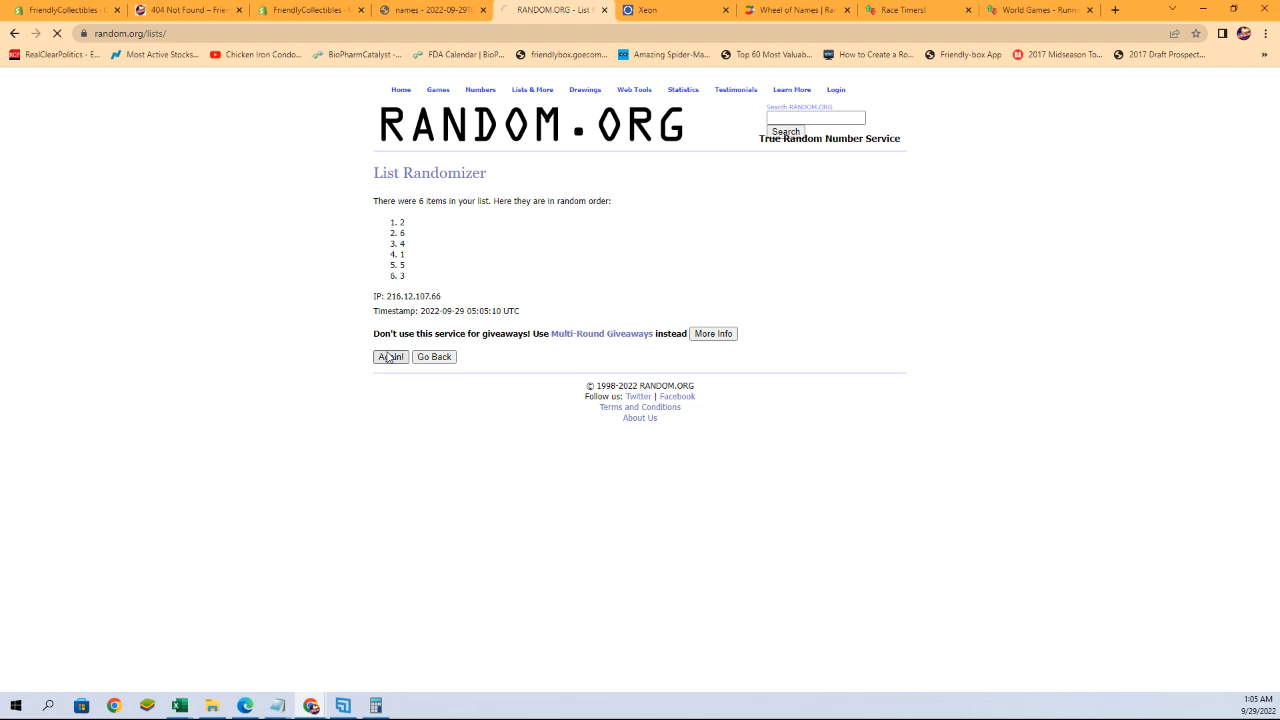 FriendlyCollectibles - C
404 Not Found – Frie
FriendlyCollectibles - S
names - 2022-09-29T
RANDOM.ORG - List
Xeon
Wheel of Names | Ra
Race Timers!
World Games - Runne
random.org/lists/
RealClearPolitics - E...
Most Active Stocks...
Chicken Iron Condo...
BioPharmCatalyst -...
FDA Calendar | BioP...
friendlybox.goecom...
Amazing Spider-Ma...
Top 60 Most Valuab...
How to Create a Ro...
Friendly-box App
2017 Midseason To...
2017 Draft Prospect...
Home Games Numbers Lists & More Drawings Web Tools Statistics Testimonials Learn More Login
Search RANDOM.ORG
RANDOM.ORG
Search
True Random Number Service
List Randomizer
There were 6 items in your list. Here they are in random order:
1. 2
2. 6
3. 4
4. 1
5. 5
6. 3
IP: 216.12.107.66
Timestamp: 2022-09-29 05:05:10 UTC
Don't use this service for giveaways! Use Multi-Round Giveaways instead More Info
Again! Go Back
© 1998-2022 RANDOM.ORG
Follow us: Twitter | Facebook
Terms and Conditions
About Us
1:05 AM
9/29/2022